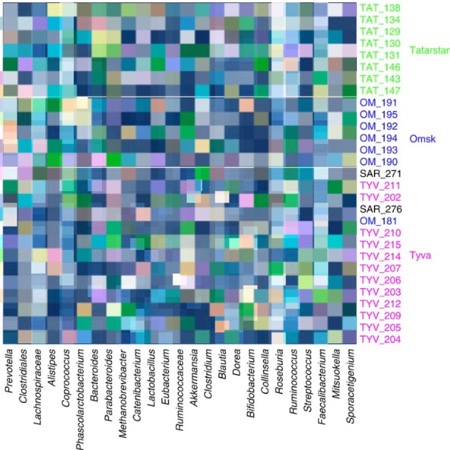 TAT_138
TAT_134
TAT_129
TAT_130
TAT_131
TAT_146
TAT_143
TAT_147
Tatarstar
OM_191
OM_195
OM_192
OM_194
OM_193
OM_190
Omsk
SAR_271
TYV_211
TYV_202
SAR_276
OM_181
TYV_210
TYV_215
TYV_214
TYV_207
TYV_206
TYV_203
TYV_212
TYV_209
TYV_205
TYV_204
Tyva
Prevotella
Clostridiales
Lachnospiraceae
Alistipes
Coprococcus
Phascolarctobacterium
Bacteroides
Parabacteroides
Methanobrevibacter
Catenibacterium
Lactobacillus
Eubacterium
Ruminococcaceae
Akkermansia
Clostridium
Blautia
Dorea
Bifidobacterium
Collinsella
Roseburia
Ruminococcus
Streptococcus
Faecalibacterium
Mitsuokella
Sporacetigenium